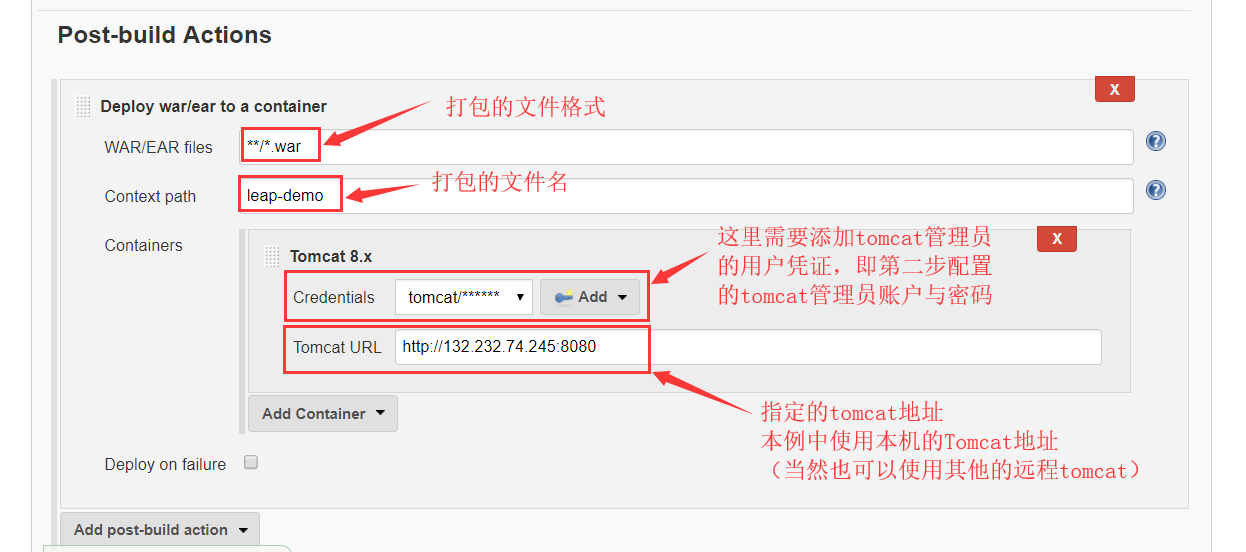 Post-build Actions
X
Deploy war/ear to a container
打包的文件格式
WAR/EAR files
**/*.war
?
打包的文件名
Context path
leap-demo
?
Containers
这里需要添加tomcat管理员
的用户凭证，即第二步配置
的tomcat管理员账户与密码
X
Tomcat 8.x
Credentials
tomcat/******
Add
Tomcat URL
http://132.232.74.245:8080
Add Container
指定的tomcat地址
本例中使用本机的Tomcat地址
（当然也可以使用其他的远程tomcat）
Deploy on failure
Add post-build action